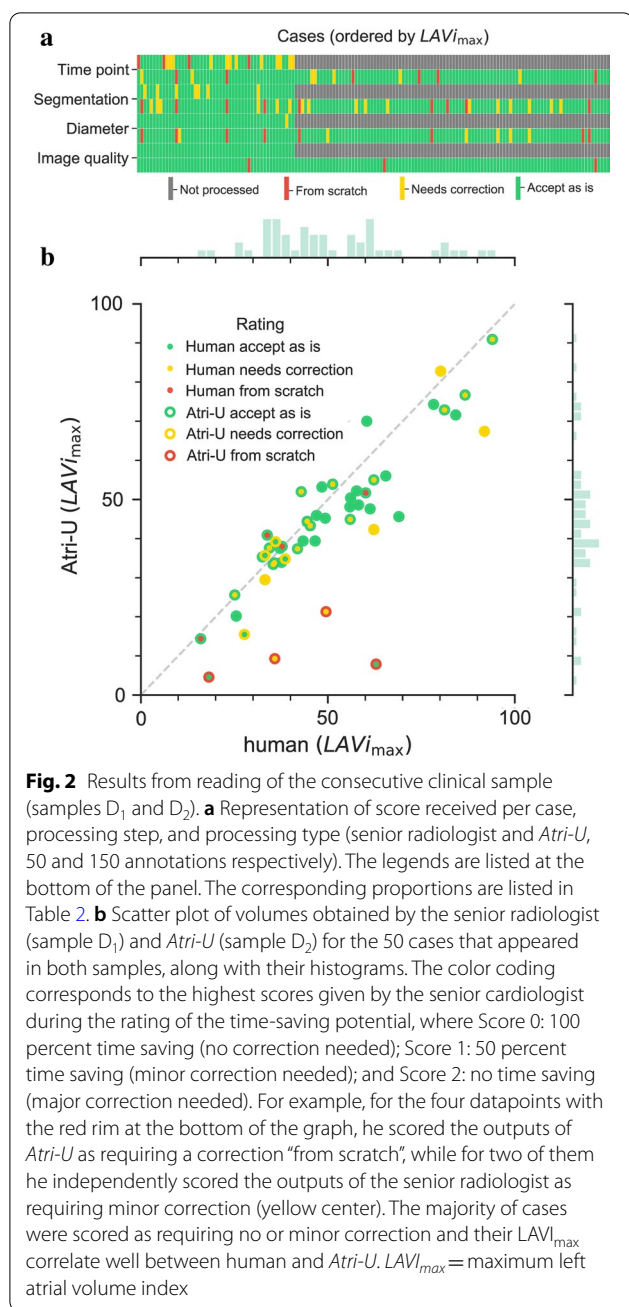 a
Cases (ordered by LAVi_max)
Time point
Segmentation
Diameter
Image quality
Not processed
From scratch
Needs correction
Accept as is
b
100
Rating
Human accept as is
Human needs correction
Human from scratch
Atri-U accept as is
Atri-U needs correction
Atri-U from scratch
Atri-U (LAVi_max)
50
0
0
50
100
human (LAVi_max)
Fig. 2 Results from reading of the consecutive clinical sample
(samples D₁ and D₂). a Representation of score received per case,
processing step, and processing type (senior radiologist and Atri-U,
50 and 150 annotations respectively). The legends are listed at the
bottom of the panel. The corresponding proportions are listed in
Table 2. b Scatter plot of volumes obtained by the senior radiologist
(sample D₁) and Atri-U (sample D₂) for the 50 cases that appeared
in both samples, along with their histograms. The color coding
corresponds to the highest scores given by the senior cardiologist
during the rating of the time-saving potential, where Score 0: 100
percent time saving (no correction needed); Score 1: 50 percent
time saving (minor correction needed); and Score 2: no time saving
(major correction needed). For example, for the four datapoints with
the red rim at the bottom of the graph, he scored the outputs of
Atri-U as requiring a correction “from scratch”, while for two of them
he independently scored the outputs of the senior radiologist as
requiring minor correction (yellow center). The majority of cases
were scored as requiring no or minor correction and their LAVI_max
correlate well between human and Atri-U. LAVI_max = maximum left
atrial volume index